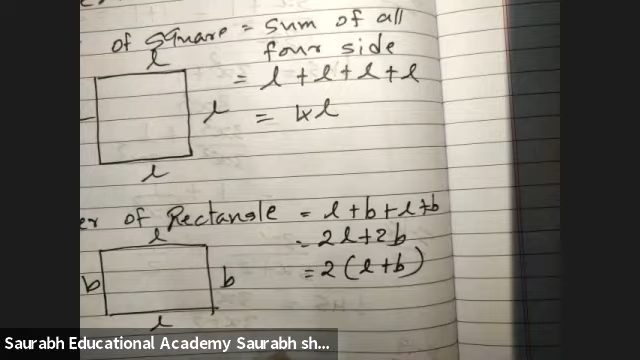 of square = sum of all
four side
l
= l + l + l + l
l
= 4l
l
er of Rectangle = l + b + l + b
l
= 2l + 2b
= 2 (l + b)
b
b
l
Saurabh Educational Academy Saurabh sh...